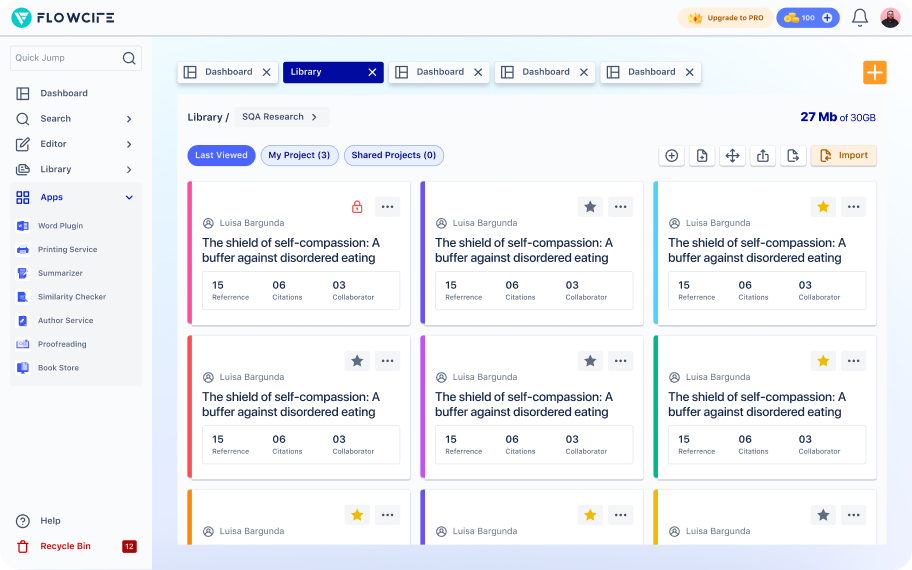 FLOWCITE
Upgrade to PRO
100
Quick Jump
Dashboard
Search
Editor
Library
Apps
Word Plugin
Printing Service
Summarizer
Similarity Checker
Author Service
Proofreading
Book Store
Help
Recycle Bin
12
Dashboard
Library
Dashboard
Dashboard
Dashboard
Library /
SQA Research
27 Mb of 30GB
Last Viewed
My Project (3)
Shared Projects (0)
Import
Luisa Bargunda
The shield of self-compassion: A
buffer against disordered eating
15 06 03
Referrence Citations Collaborator
Luisa Bargunda
The shield of self-compassion: A
buffer against disordered eating
15 06 03
Referrence Citations Collaborator
Luisa Bargunda
The shield of self-compassion: A
buffer against disordered eating
15 06 03
Referrence Citations Collaborator
Luisa Bargunda
The shield of self-compassion: A
buffer against disordered eating
15 06 03
Referrence Citations Collaborator
Luisa Bargunda
The shield of self-compassion: A
buffer against disordered eating
15 06 03
Referrence Citations Collaborator
Luisa Bargunda
The shield of self-compassion: A
buffer against disordered eating
15 06 03
Referrence Citations Collaborator
Luisa Bargunda
Luisa Bargunda
Luisa Bargunda